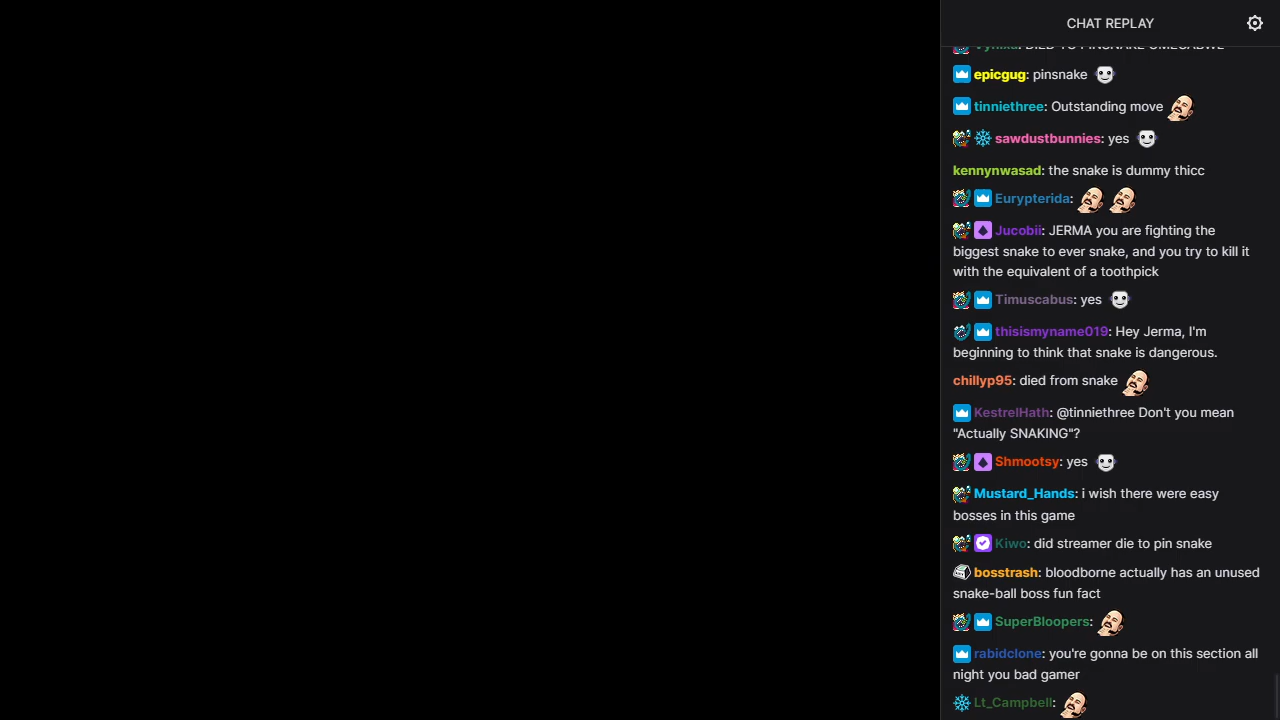 CHAT REPLAY
Vynixa: DIED TO PINSNAKE OMEGADWL
epicgug: pinsnake
tinniethree: Outstanding move
sawdustbunnies: yes
kennynwasad: the snake is dummy thicc
Eurypterida:
Jucobii: JERMA you are fighting the
biggest snake to ever snake, and you try to kill it
with the equivalent of a toothpick
Timuscabus: yes
thisismyname019: Hey Jerma, I'm
beginning to think that snake is dangerous.
chillyp95: died from snake
KestrelHath: @tinniethree Don't you mean
"Actually SNAKING"?
Shmootsy: yes
Mustard_Hands: i wish there were easy
bosses in this game
Kiwo: did streamer die to pin snake
bosstrash: bloodborne actually has an unused
snake-ball boss fun fact
SuperBloopers:
rabidclone: you're gonna be on this section all
night you bad gamer
Lt_Campbell: